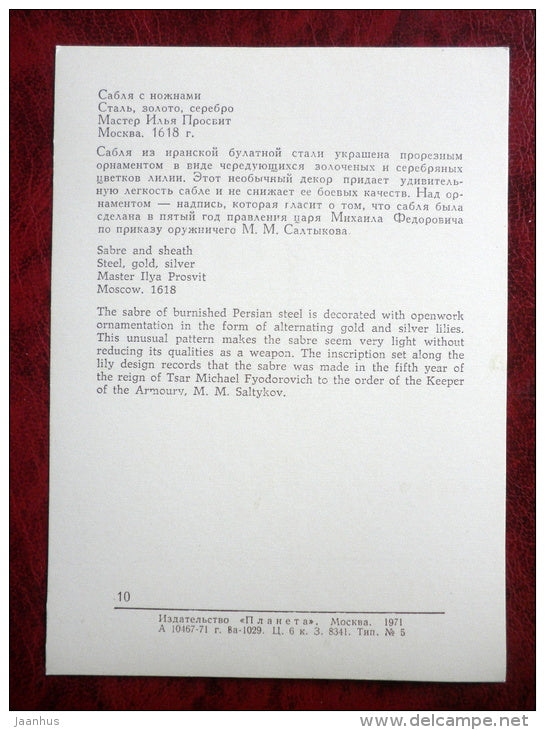 Сабля с ножнами
Сталь, золото, серебро
Мастер Илья Просвит
Москва. 1618 г.
Сабля из иранской булатной стали украшена прорезным
орнаментом в виде чередующихся золоченых и серебряных
цветков лилии. Этот необычный декор придает удивитель-
ную легкость сабле и не снижает ее боевых качеств. Над ор-
наментом — надпись, которая гласит о том, что сабля была
сделана в пятый год правления царя Михаила Федоровича
по приказу оружничего М. М. Салтыкова.
Sabre and sheath
Steel, gold, silver
Master Ilya Prosvit
Moscow. 1618
The sabre of burnished Persian steel is decorated with openwork
ornamentation in the form of alternating gold and silver lilies.
This unusual pattern makes the sabre seem very light without
reducing its qualities as a weapon. The inscription set along the
lily design records that the sabre was made in the fifth year of
the reign of Tsar Michael Fyodorovich to the order of the Keeper
of the Armoury, M. M. Saltykov.
10
Издательство «Планета». Москва. 1971
А 10467-71 г. Ва-1029. Ц. 6 к. З. 8341. Тип. № 5
jaanhus
www.delcampe.net